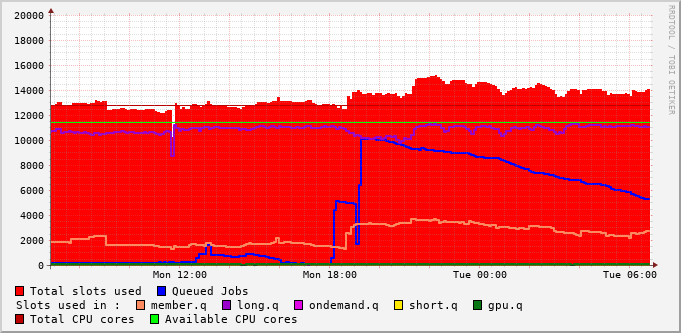 20000
18000
16000
14000
12000
10000
8000
6000
4000
2000
0
Mon 12:00 Mon 18:00 Tue 00:00 Tue 06:00
RRDTOOL / TOBI OETIKER
Total slots used Queued Jobs
Slots used in : member.q long.q ondemand.q short.q gpu.q
Total CPU cores Available CPU cores